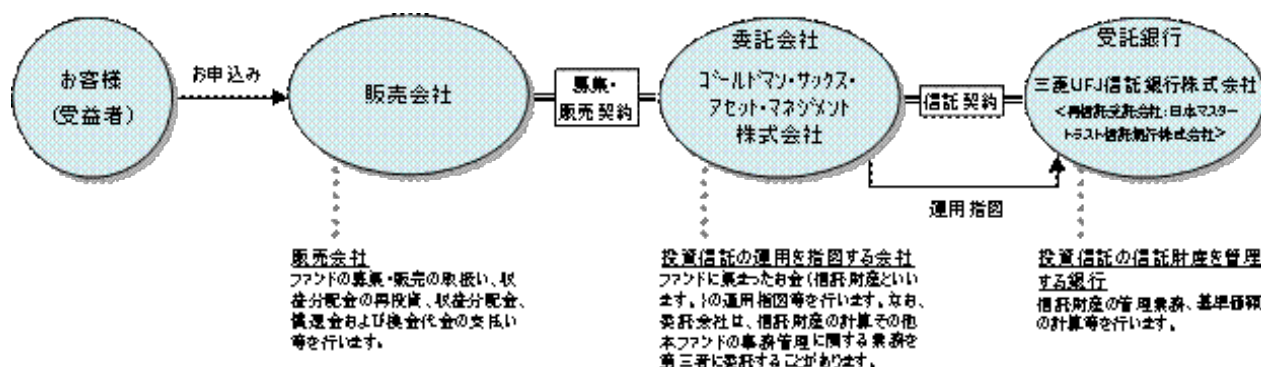 お客様
(受益者)
お申込み
販売会社
募集・
販売契約
委託会社
ゴールドマン・サックス・
アセット・マネジメント
株式会社
信託契約
受託銀行
三菱UFJ信託銀行株式会社
<再信託受託会社:日本マスター
トラスト信託銀行株式会社>
運用指図
販売会社
ファンドの募集・販売の取扱い、収
益分配金の再投資、収益分配金、
償還金および換金代金の支払い
等を行います。
投資信託の運用を指図する会社
ファンドに集まったお金(信託財産といい
ます。)の運用指図等を行います。なお、
委託会社は、信託財産の計算その他
本ファンドの事務管理に関する業務を
第三者に委託することがあります。
投資信託の信託財産を管理
する銀行
信託財産の管理業務、基準価額
の計算等を行います。